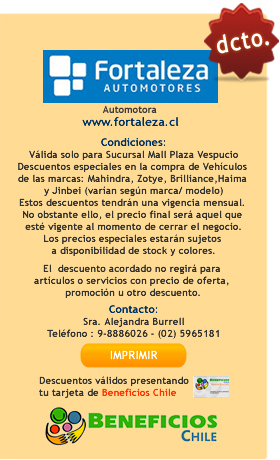 dcto.
Fortaleza
AUTOMOTORES
Automotora
www.fortaleza.cl
Condiciones:
Válida solo para Sucursal Mall Plaza Vespucio
Descuentos especiales en la compra de Vehículos
de las marcas: Mahindra, Zotye, Brilliance,Haima
y Jinbei (varían según marca/ modelo)
Estos descuentos tendrán una vigencia mensual.
No obstante ello, el precio final será aquel que
esté vigente al momento de cerrar el negocio.
Los precios especiales estarán sujetos
a disponibilidad de stock y colores.
El descuento acordado no regirá para
artículos o servicios con precio de oferta,
promoción u otro descuento.
Contacto:
Sra. Alejandra Burrell
Teléfono : 9-8886026 - (02) 5965181
IMPRIMIR
Descuentos válidos presentando
tu tarjeta de Beneficios Chile
BENEFICIOS
CHILE